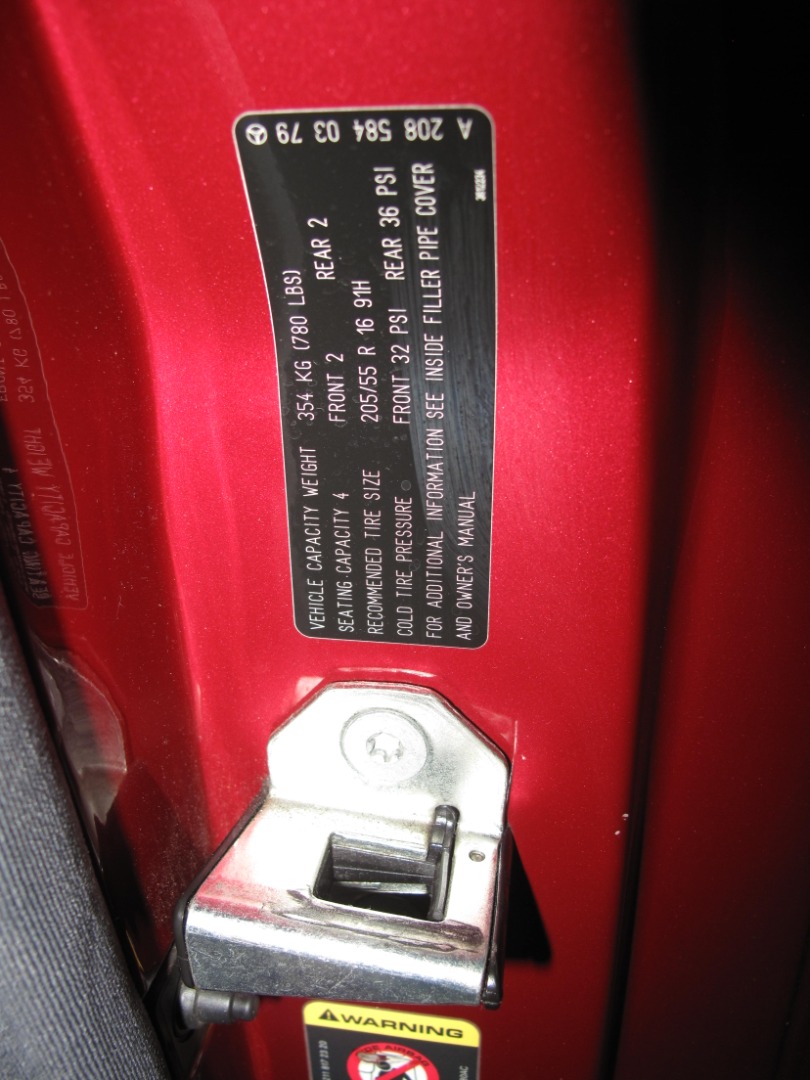 VEHICLE CAPACITY WEIGHT 354 KG (780 LBS)
SEATING CAPACITY 4 FRONT 2 REAR 2
RECOMMENDED TIRE SIZE 205/55 R 16 91H
COLD TIRE PRESSURE FRONT 32 PSI REAR 36 PSI
FOR ADDITIONAL INFORMATION SEE INSIDE FILLER PIPE COVER
AND OWNER'S MANUAL
A 208 584 03 79
WARNING
SIDE AIRBAG